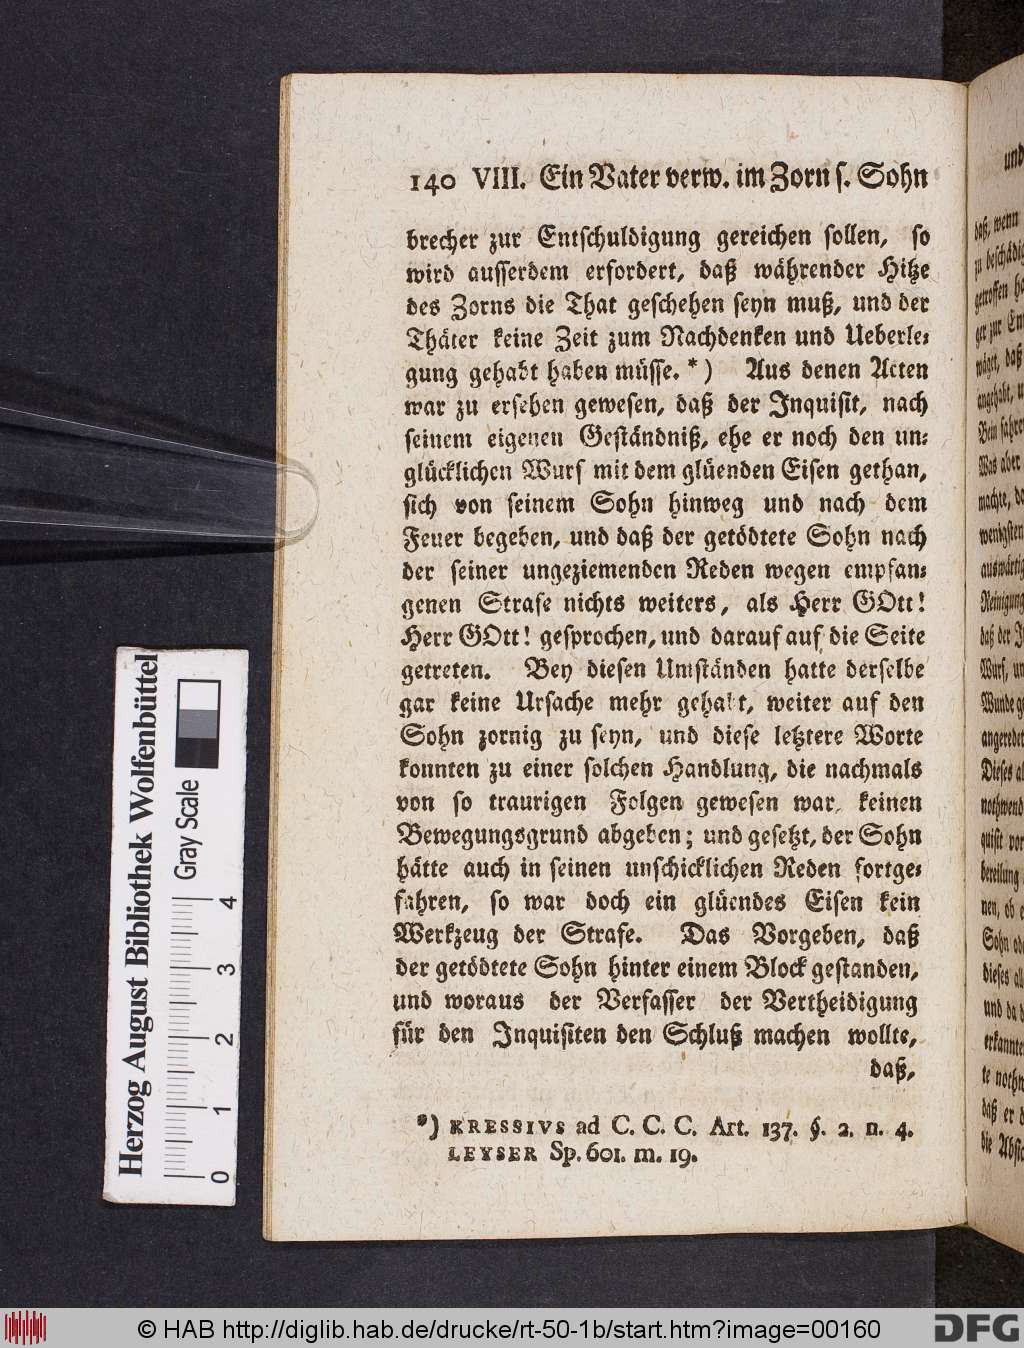 140 VIII. Ein Vater verw. im Zorn s. Sohn
brecher zur Entschuldigung gereichen sollen, so
wird ausserdem erfordert, daß während der Hitze
des Zorns die That geschehen seyn muß, und der
Thäter keine Zeit zum Nachdenken und Ueberle-
gung gehabt haben müsse. *) Aus denen Acten
war zu ersehen gewesen, daß der Inquisit, nach
seinem eigenen Geständniß, ehe er noch den un-
glücklichen Wurf mit dem glüenden Eisen gethan,
sich von seinem Sohn hinweg und nach dem
Feuer begeben, und daß der getödtete Sohn nach
der seiner ungeziemenden Reden wegen empfan-
genen Strafe nichts weiters, als Herr GOtt!
Herr GOtt! gesprochen, und darauf auf die Seite
getreten. Bey diesen Umständen hatte derselbe
gar keine Ursache mehr gehabt, weiter auf den
Sohn zornig zu seyn, und diese letztere Worte
konnten zu einer solchen Handlung, die nachmals
von so traurigen Folgen gewesen war, keinen
Bewegungsgrund abgeben; und gesetzt, der Sohn
hätte auch in seinen unschicklichen Reden fortge-
fahren, so war doch ein glüendes Eisen kein
Werkzeug der Strafe. Das Vorgeben, daß
der getödtete Sohn hinter einem Block gestanden,
und woraus der Verfasser der Vertheidigung
für den Inquisiten den Schluß machen wollte,
daß,
*) KRESSIVS ad C. C. C. Art. 137. §. 2. n. 4.
LEYSER Sp. 601. m. 19.
Herzog August Bibliothek Wolfenbüttel
Gray Scale
0 1 2 3 4
© HAB http://diglib.hab.de/drucke/rt-50-1b/start.htm?image=00160
DFG